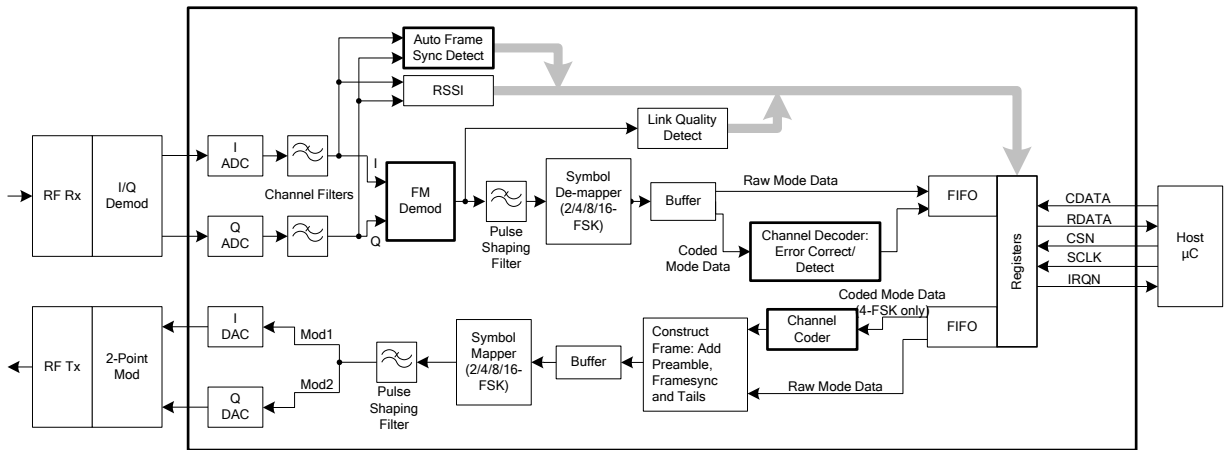 Auto Frame
Sync Detect
RSSI
Link Quality
Detect
RF Rx
I/Q
Demod
I
ADC
Q
ADC
Channel Filters
I
Q
FM
Demod
Pulse
Shaping
Filter
Symbol
De-mapper
(2/4/8/16-
FSK)
Buffer
Raw Mode Data
Coded
Mode Data
Channel Decoder:
Error Correct/
Detect
FIFO
Registers
CDATA
RDATA
CSN
SCLK
IRQN
Host
µC
RF Tx
2-Point
Mod
I
DAC
Q
DAC
Mod1
Mod2
Pulse
Shaping
Filter
Symbol
Mapper
(2/4/8/16-
FSK)
Buffer
Construct
Frame: Add
Preamble,
Framesync
and Tails
Channel
Coder
Coded Mode Data
(4-FSK only)
FIFO
Raw Mode Data